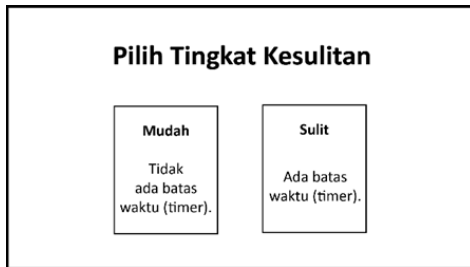 Pilih Tingkat Kesulitan
Mudah
Tidak
ada batas
waktu (timer).
Sulit
Ada batas
waktu (timer).